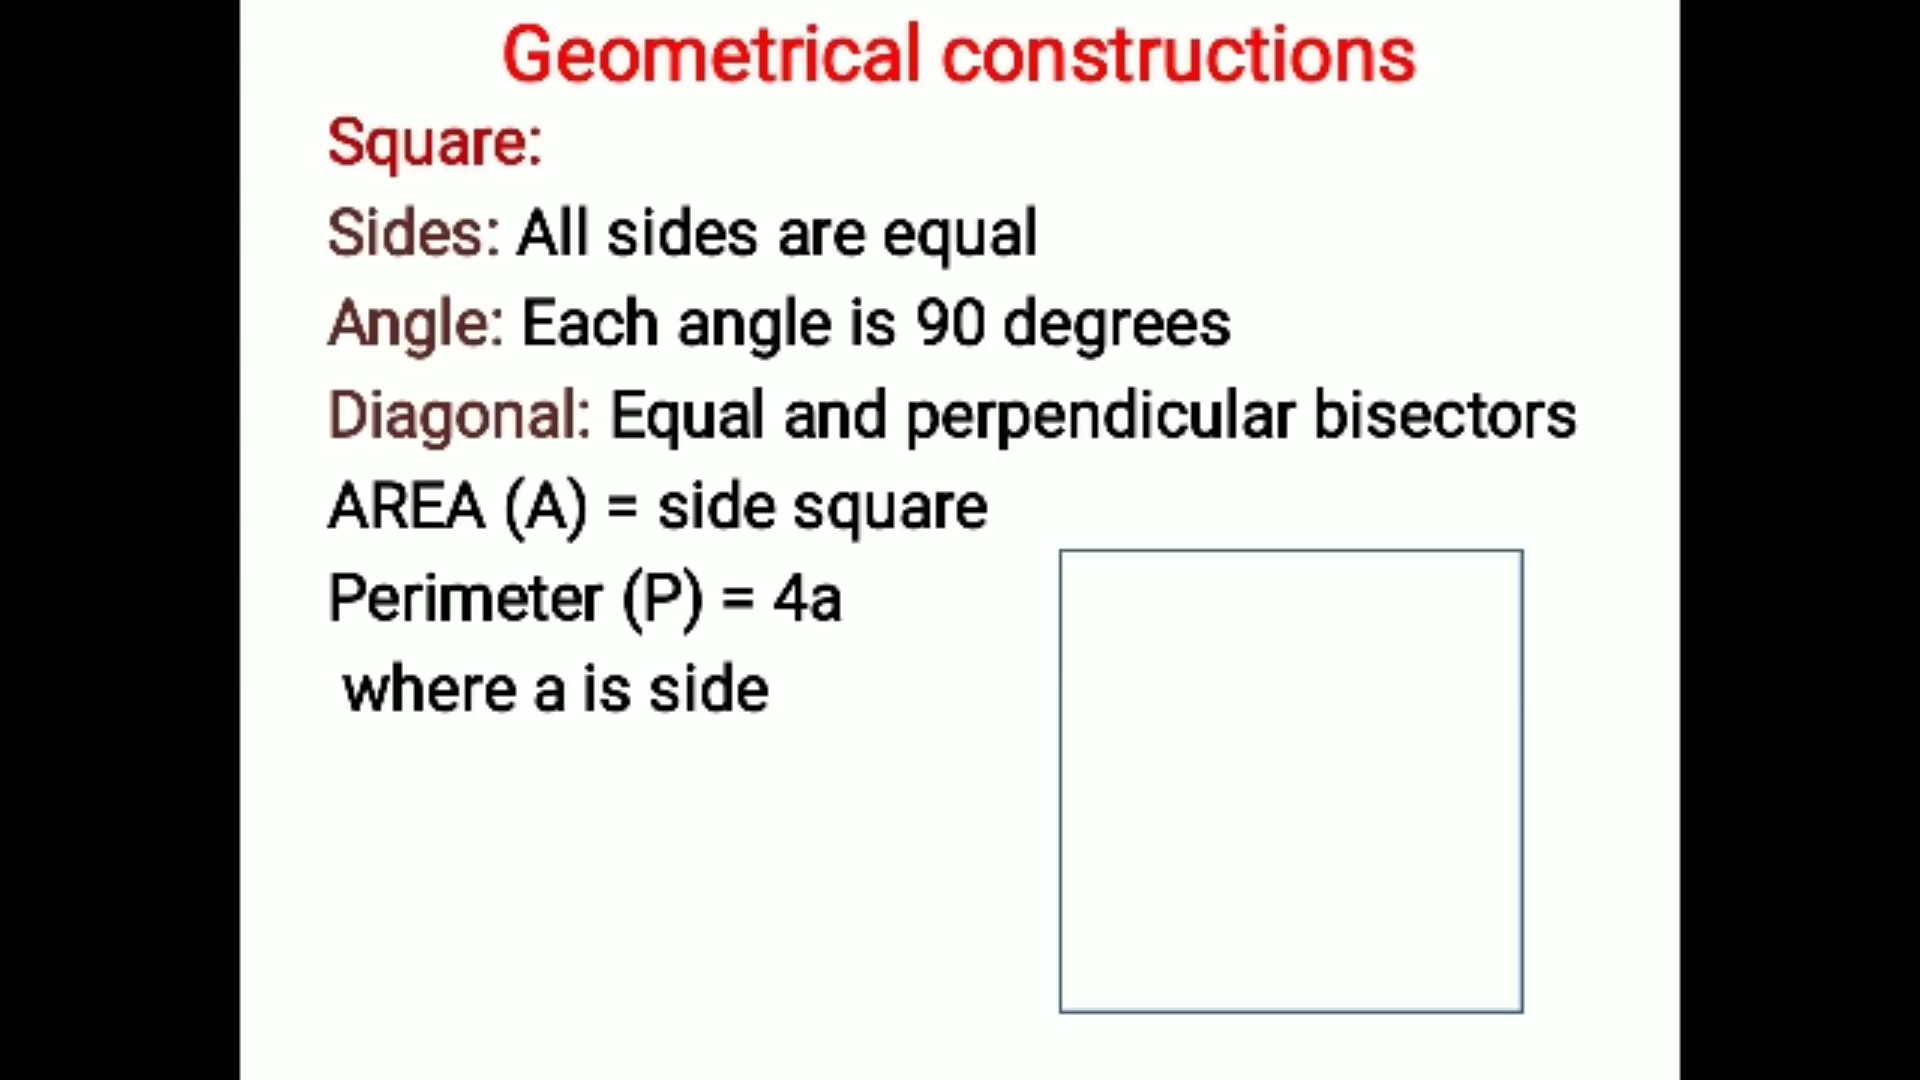 Geometrical constructions
Square:
Sides: All sides are equal
Angle: Each angle is 90 degrees
Diagonal: Equal and perpendicular bisectors
AREA (A) = side square
Perimeter (P) = 4a
where a is side